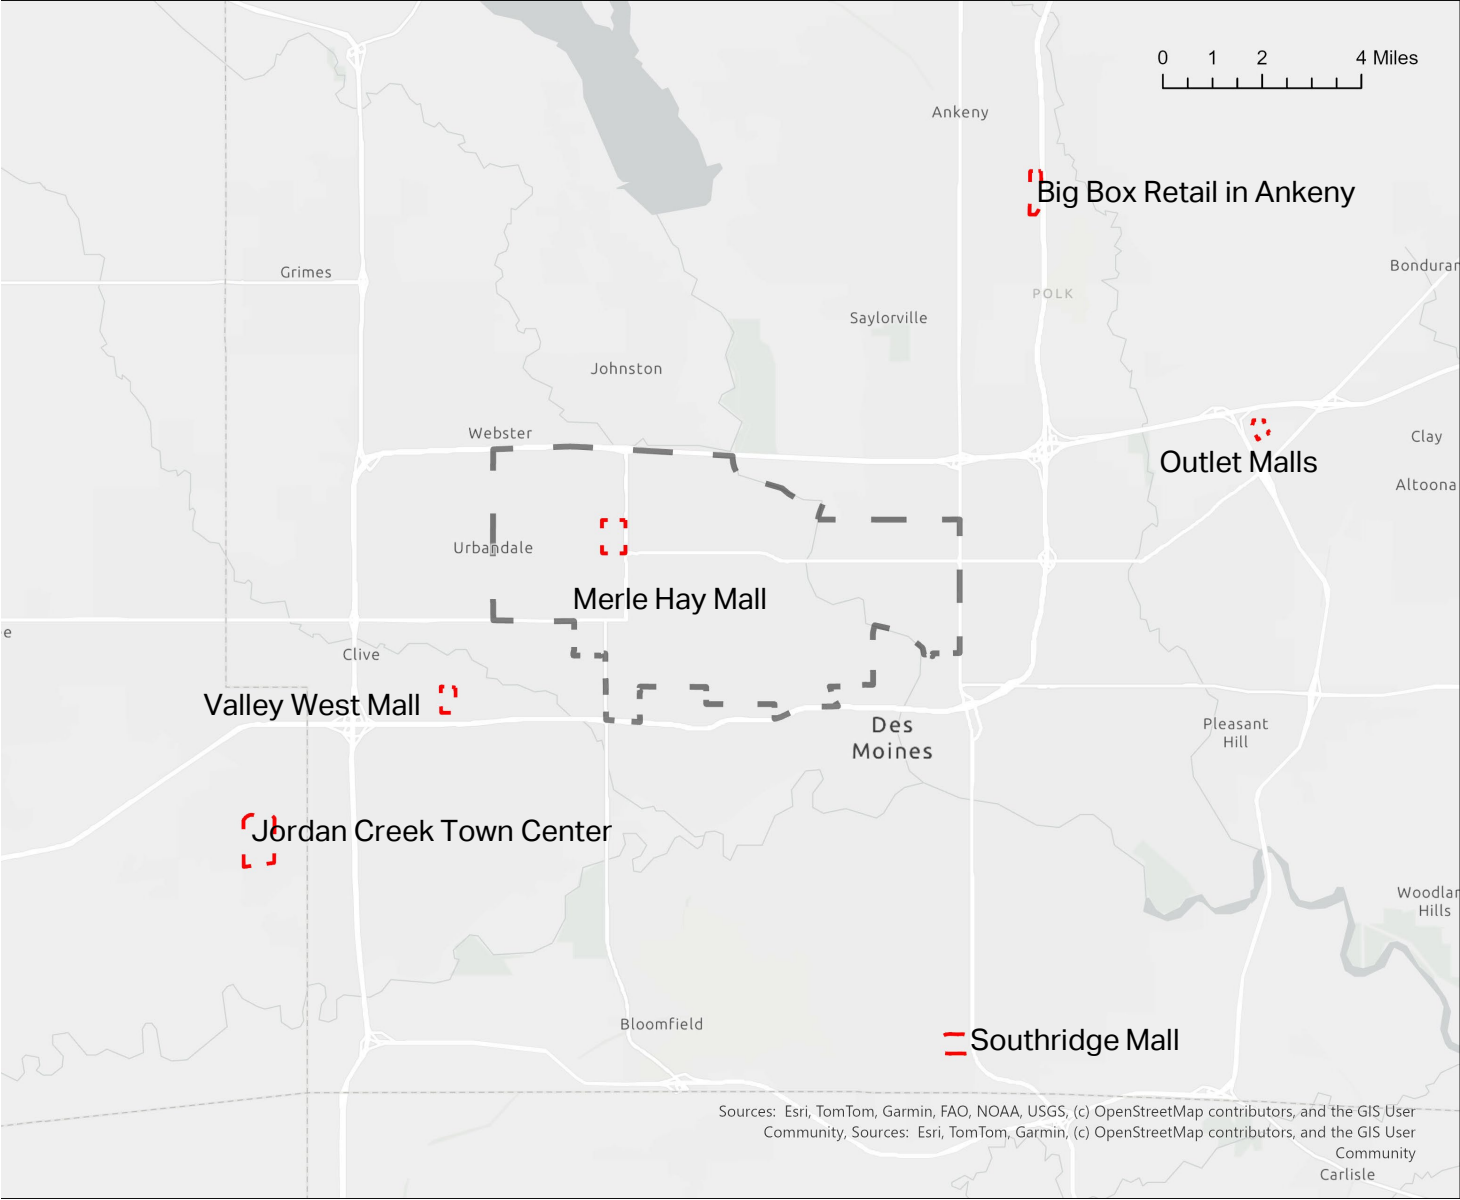 0 1 2 4 Miles
Ankeny
Big Box Retail in Ankeny
Bondurar
Grimes
POLK
Saylorville
Johnston
Webster
Clay
Outlet Malls
Altoona
Urbandale
Merle Hay Mall
e
Clive
Valley West Mall
Des
Moines
Pleasant
Hill
Jordan Creek Town Center
Woodlar
Hills
Bloomfield
Southridge Mall
Sources: Esri, TomTom, Garmin, FAO, NOAA, USGS, (c) OpenStreetMap contributors, and the GIS User
Community, Sources: Esri, TomTom, Garmin, (c) OpenStreetMap contributors, and the GIS User
Community
Carlisle